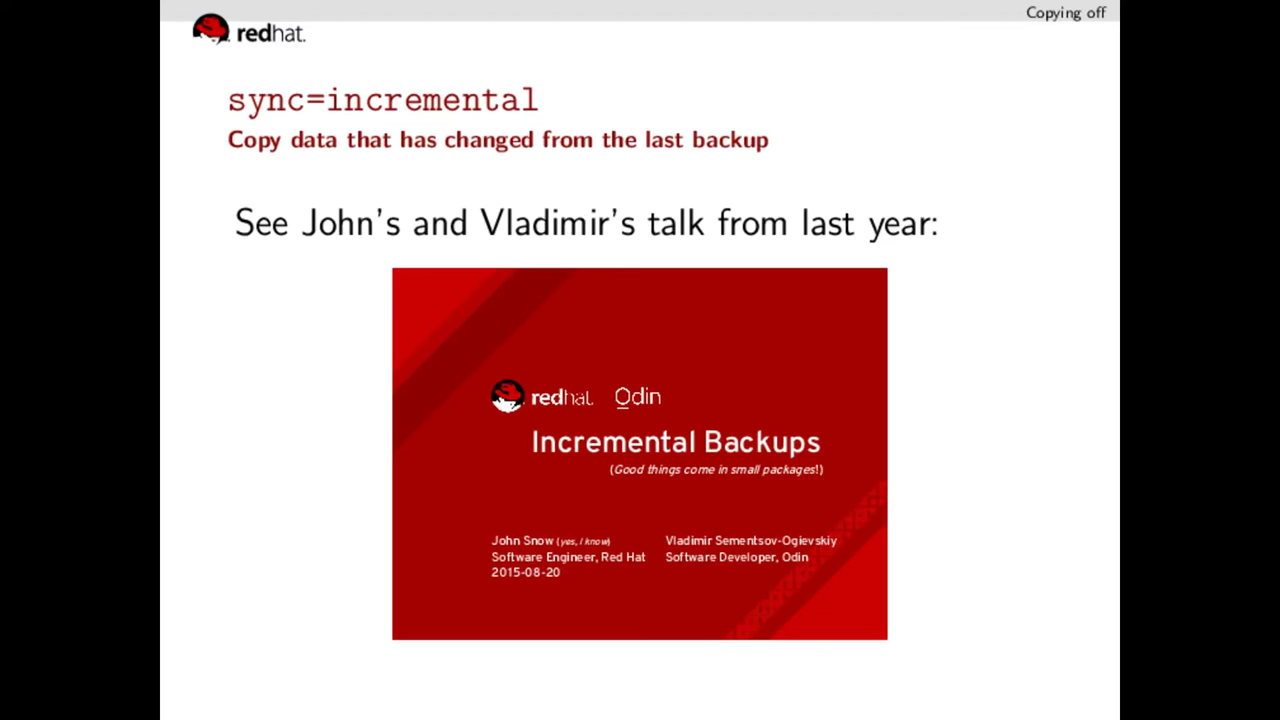 Copying off
redhat.
sync=incremental
Copy data that has changed from the last backup
See John's and Vladimir's talk from last year:
redhat. Odin
Incremental Backups
(Good things come in small packages!)
John Snow (yes, I know) Vladimir Sementsov-Ogievskiy
Software Engineer, Red Hat Software Developer, Odin
2015-08-20